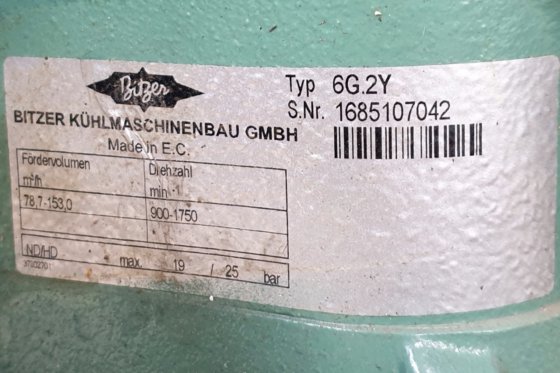 Bitzer
Typ 6G.2Y
S.Nr. 1685107042
BITZER KÜHLMASCHINENBAU GMBH
Made in E.C.
Fördervolumen Drehzahl
m³/h min -1
78,7-153,0 900-1750
ND/HD max. 19 / 25 bar